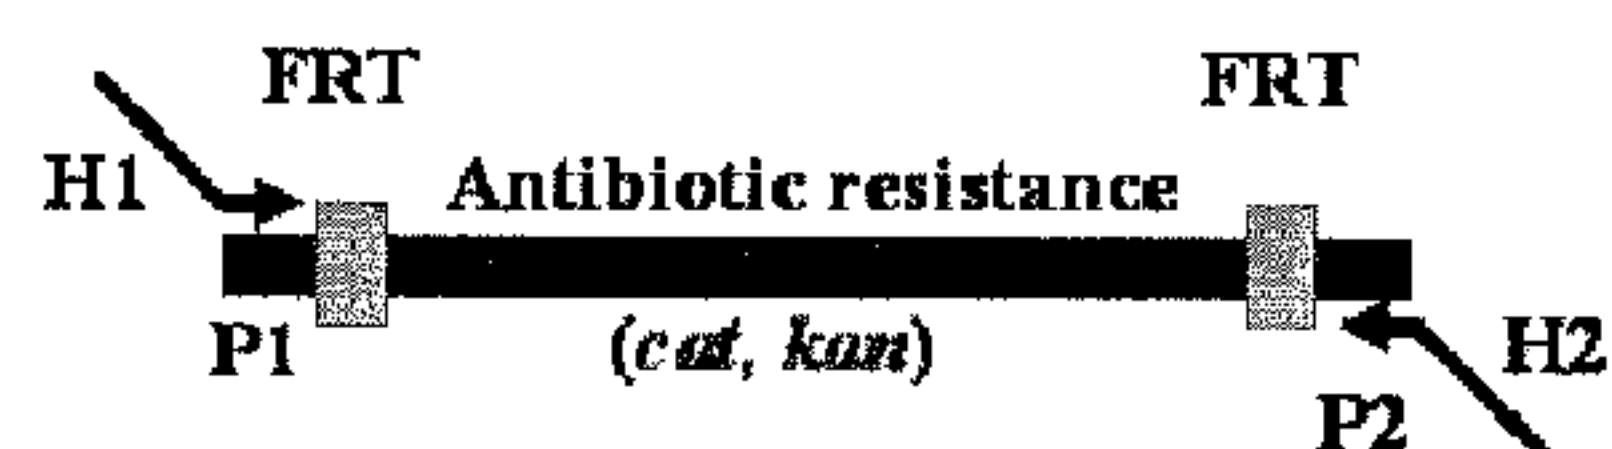 FRT FRT
H1 Antibiotic resistance
P1 (cat, kan) H2
P2